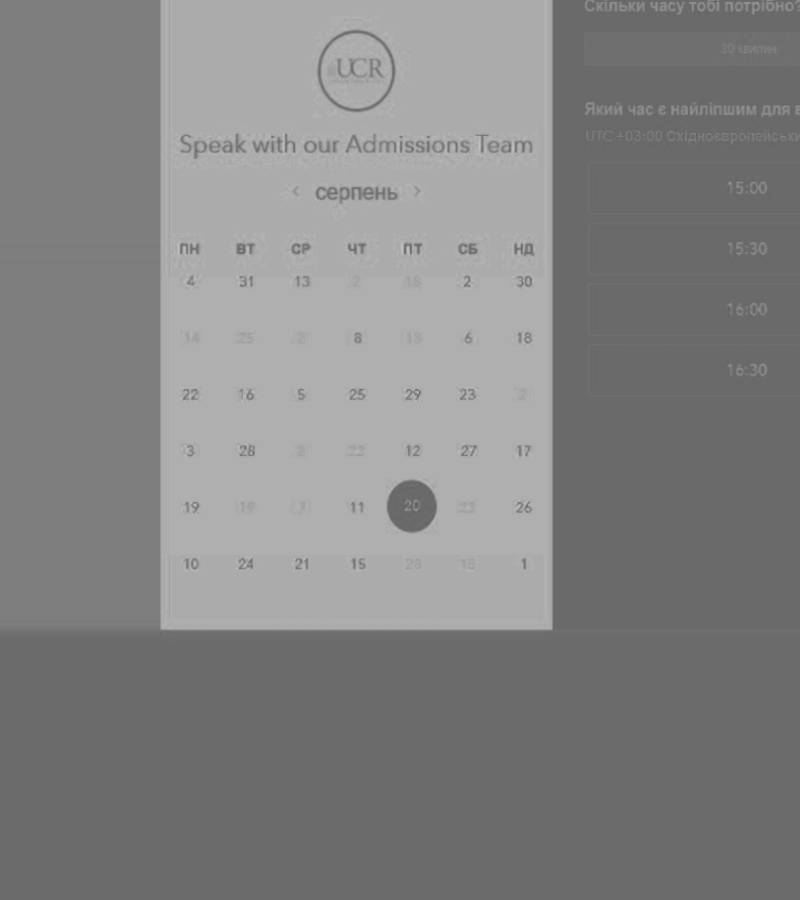 UCR
Speak with our Admissions Team
< серпень >
ПН ВТ СР ЧТ ПТ СБ НД
4 31 13 2 18 2 30
14 25 2 8 13 6 18
22 16 5 25 29 23 2
3 28 2 22 12 27 17
19 19 7 11 20 22 26
10 24 21 15 26 13 1
Скільки часу тобі потрібно?
30 хвилин
Який час є найліпшим для
UTC +03:00
15:00
15:30
16:00
16:30